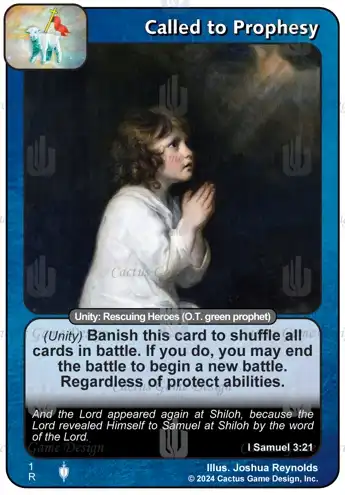 Called to Prophesy
Cactus Game Design
Unity: Rescuing Heroes (O.T. green prophet)
(Unity) Banish this card to shuffle all
cards in battle. If you do, you may end
the battle to begin a new battle.
Regardless of protect abilities.
And the Lord appeared again at Shiloh, because the
Lord revealed Himself to Samuel at Shiloh by the word
of the Lord.
I Samuel 3:21
1
R
Illus. Joshua Reynolds
© 2024 Cactus Game Design, Inc.